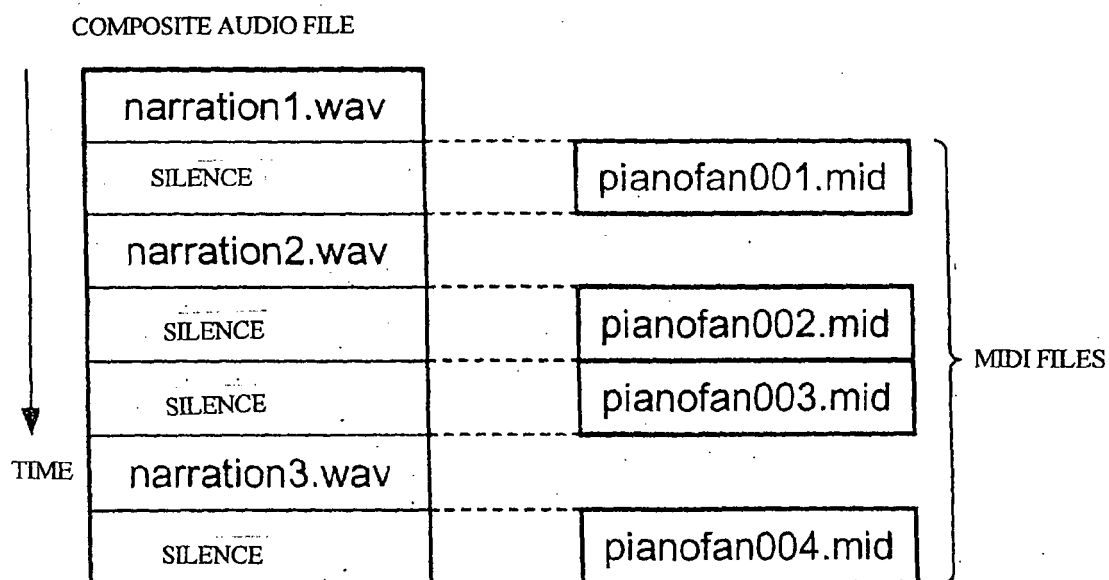 COMPOSITE AUDIO FILE
narration1.wav
SILENCE
pianofan001.mid
narration2.wav
SILENCE
pianofan002.mid
MIDI FILES
SILENCE
pianofan003.mid
TIME
narration3.wav
SILENCE
pianofan004.mid